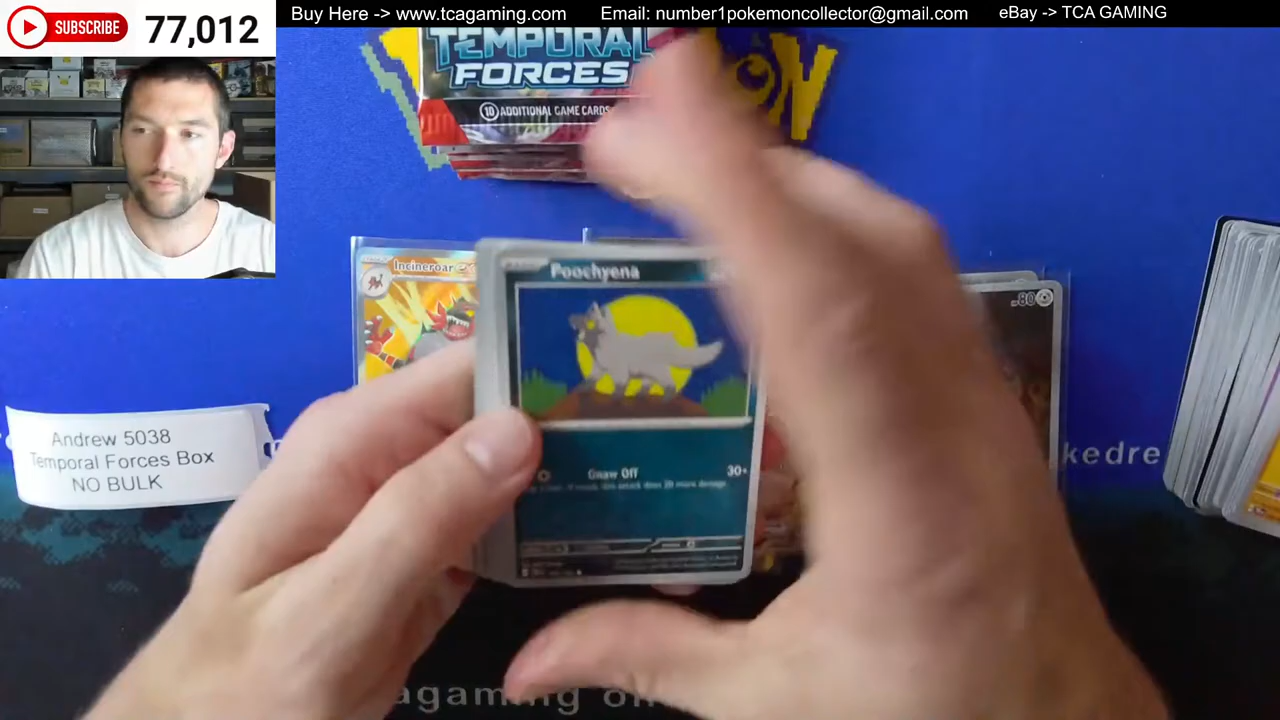 SUBSCRIBE 77,012
Buy Here -> www.tcagaming.com Email: number1pokemoncollector@gmail.com eBay -> TCA GAMING
TEMPORAL
FORCES
10 ADDITIONAL GAME CARDS
Incineroar
Poochyena
80
Andrew 5038
Temporal Forces Box
NO BULK
Gnaw Off 30+
kedre
agaming on